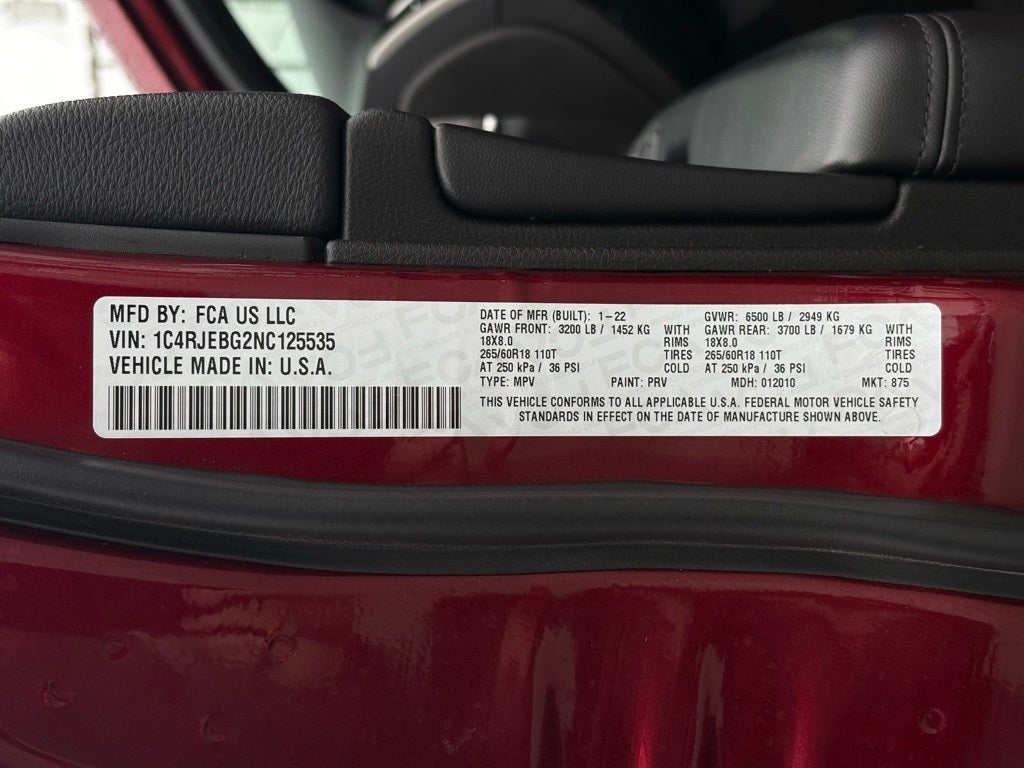 MFD BY: FCA US LLC
VIN: 1C4RJEBG2NC125535
VEHICLE MADE IN: U.S.A.
DATE OF MFR (BUILT): 1-22 GVWR: 6500 LB / 2949 KG
GAWR FRONT: 3200 LB / 1452 KG WITH GAWR REAR: 3700 LB / 1679 KG WITH
18X8.0 RIMS 18X8.0 RIMS
265/60R18 110T TIRES 265/60R18 110T TIRES
AT 250 kPa / 36 PSI COLD AT 250 kPa / 36 PSI COLD
TYPE: MPV PAINT: PRV MDH: 012010 MKT: 875
THIS VEHICLE CONFORMS TO ALL APPLICABLE U.S.A. FEDERAL MOTOR VEHICLE SAFETY
STANDARDS IN EFFECT ON THE DATE OF MANUFACTURE SHOWN ABOVE.